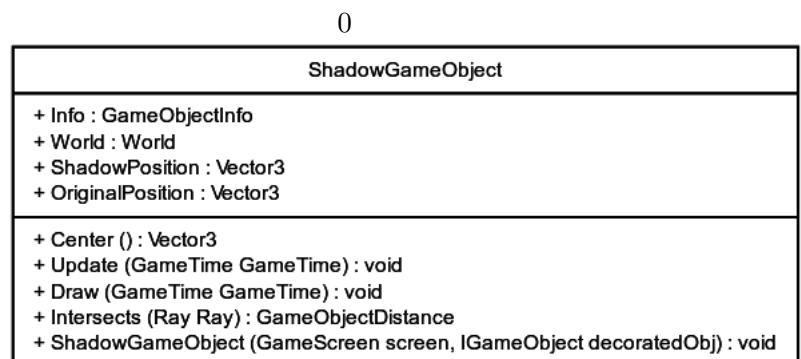 0
ShadowGameObject
+ Info : GameObjectInfo
+ World : World
+ ShadowPosition : Vector3
+ OriginalPosition : Vector3
+ Center () : Vector3
+ Update (GameTime GameTime) : void
+ Draw (GameTime GameTime) : void
+ Intersects (Ray Ray) : GameObjectDistance
+ ShadowGameObject (GameScreen screen, IGameObject decoratedObj) : void